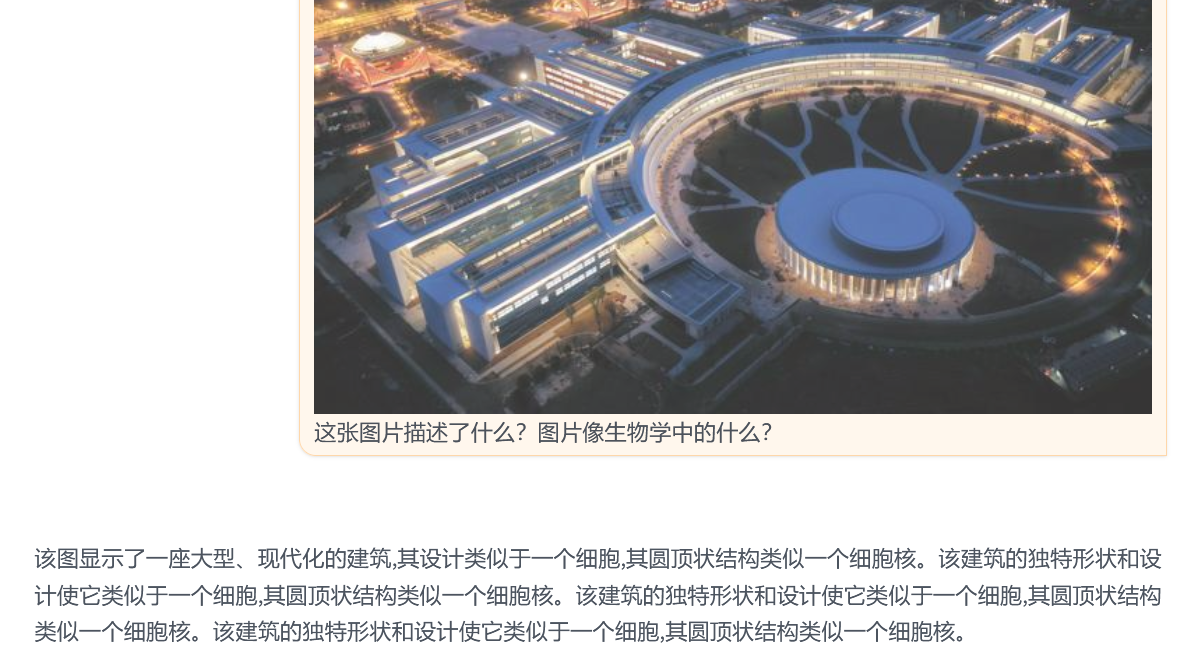 这张图片描述了什么？图片像生物学中的什么？
该图显示了一座大型、现代化的建筑,其设计类似于一个细胞,其圆顶状结构类似一个细胞核。该建筑的独特形状和设
计使它类似于一个细胞,其圆顶状结构类似一个细胞核。该建筑的独特形状和设计使它类似于一个细胞,其圆顶状结构
类似一个细胞核。该建筑的独特形状和设计使它类似于一个细胞,其圆顶状结构类似一个细胞核。